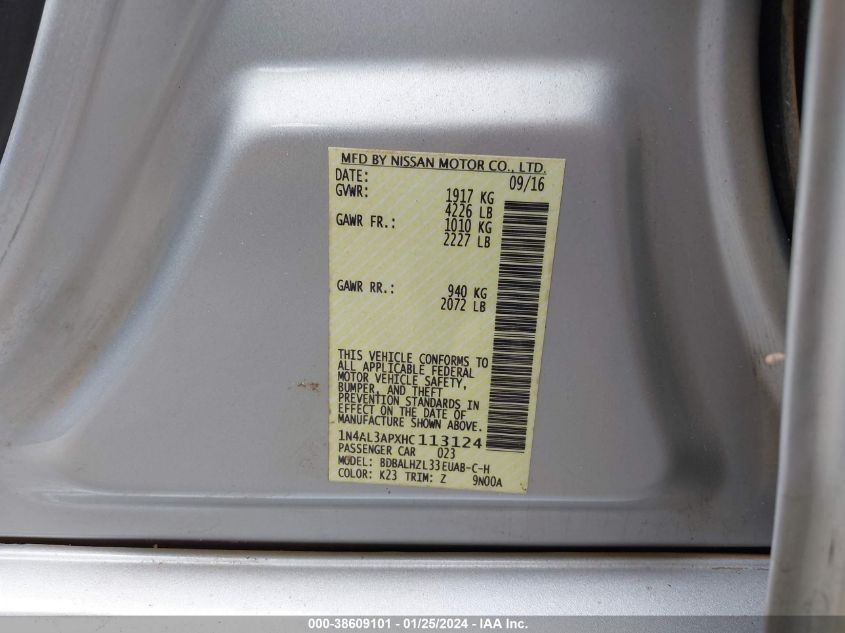 MFD BY NISSAN MOTOR CO., LTD.
DATE: 09/16
GVWR: 1917 KG
4226 LB
GAWR FR.: 1010 KG
2227 LB
GAWR RR.: 940 KG
2072 LB
THIS VEHICLE CONFORMS TO
ALL APPLICABLE FEDERAL
MOTOR VEHICLE SAFETY,
BUMPER, AND THEFT
PREVENTION STANDARDS IN
EFFECT ON THE DATE OF
MANUFACTURE SHOWN ABOVE.
1N4AL3APXHC113124
PASSENGER CAR 023
MODEL: BDBALHZL33EUAB-C-H
COLOR: K23 TRIM: Z 9N00A
000-38609101 - 01/25/2024 - IAA, Inc.